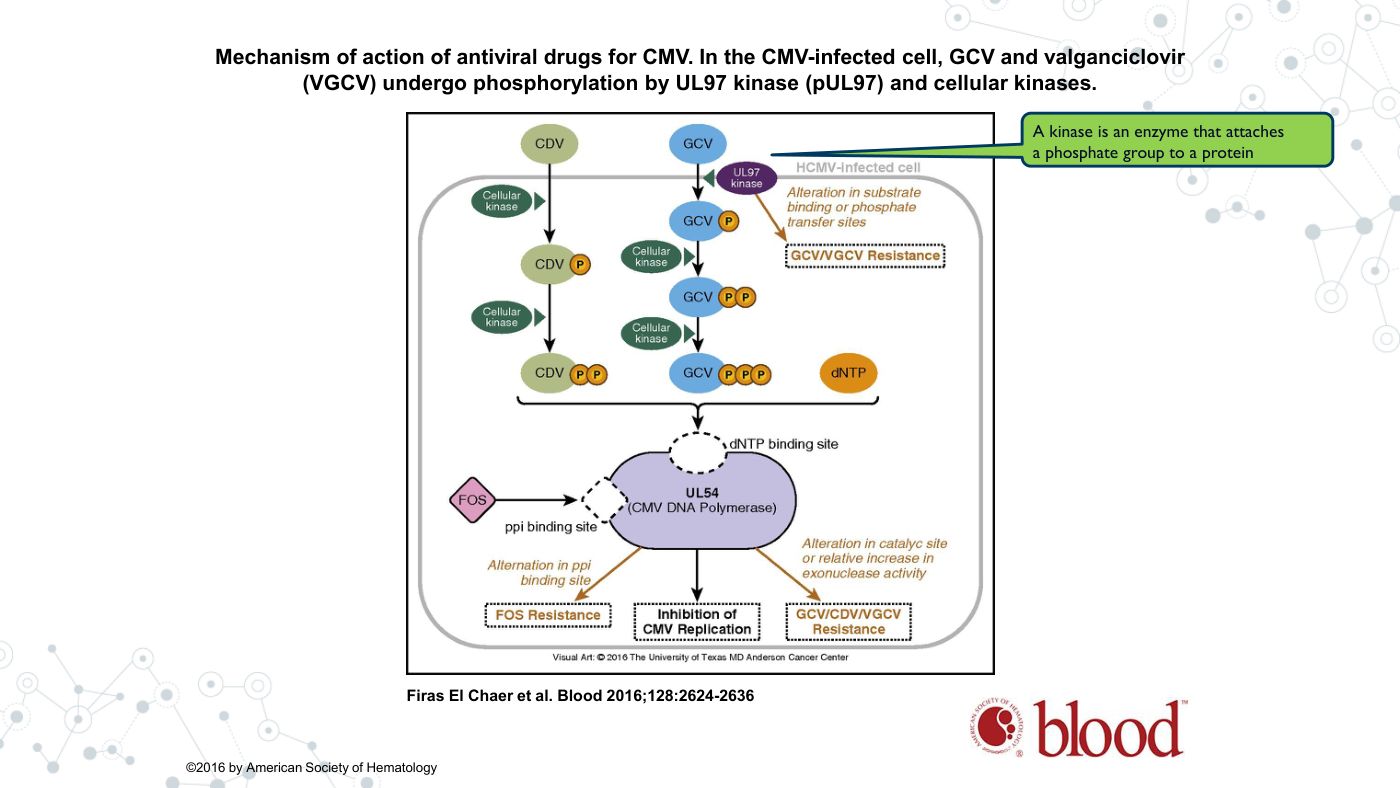 Mechanism of action of antiviral drugs for CMV. In the CMV-infected cell, GCV and valganciclovir
(VGCV) undergo phosphorylation by UL97 kinase (pUL97) and cellular kinases.
A kinase is an enzyme that attaches
a phosphate group to a protein
CDV
GCV
HCMV-infected cell
UL97
kinase
Cellular
kinase
Alteration in substrate
binding or phosphate
transfer sites
GCV P
GCV/VGCV Resistance
Cellular
kinase
CDV P
GCV P P
Cellular
kinase
Cellular
kinase
CDV P P
GCV P P P
dNTP
dNTP binding site
UL54
(CMV DNA Polymerase)
FOS
ppi binding site
Alternation in ppi
binding site
Alteration in catalyc site
or relative increase in
exonuclease activity
FOS Resistance
Inhibition of
CMV Replication
GCV/CDV/VGCV
Resistance
Visual Art: © 2016 The University of Texas MD Anderson Cancer Center
Firas El Chaer et al. Blood 2016;128:2624-2636
AMERICAN SOCIETY OF HEMATOLOGY ®
blood™
©2016 by American Society of Hematology